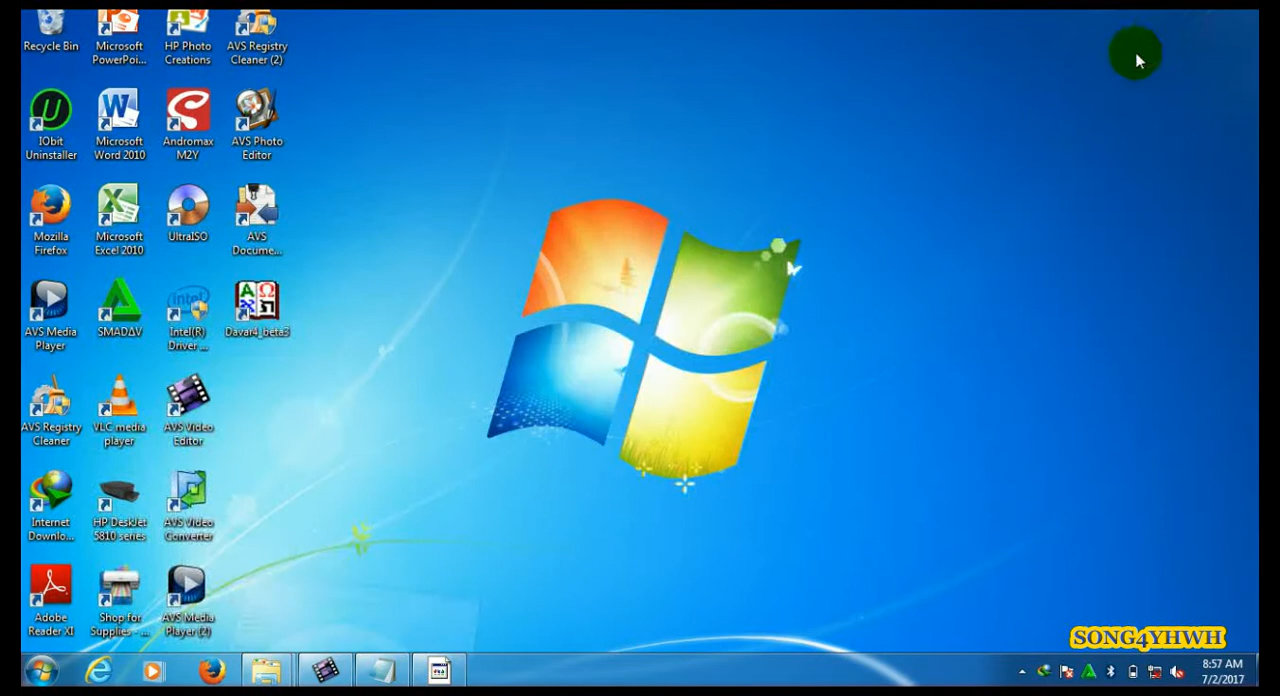 Recycle Bin
Microsoft
PowerPoi...
HP Photo
Creations
AVS Registry
Cleaner (2)
IObit
Uninstaller
Microsoft
Word 2010
Andromax
M2Y
AVS Photo
Editor
Mozilla
Firefox
Microsoft
Excel 2010
UltraISO
AVS
Docume...
AVS Media
Player
SMADΔV
Intel(R)
Driver ...
Davar4_beta3
AVS Registry
Cleaner
VLC media
player
AVS Video
Editor
Internet
Downlo...
HP DeskJet
5810 series
AVS Video
Converter
Adobe
Reader XI
Shop for
Supplies - ...
AVS Media
Player (2)
SONG4YHWH
8:57 AM
7/2/2017